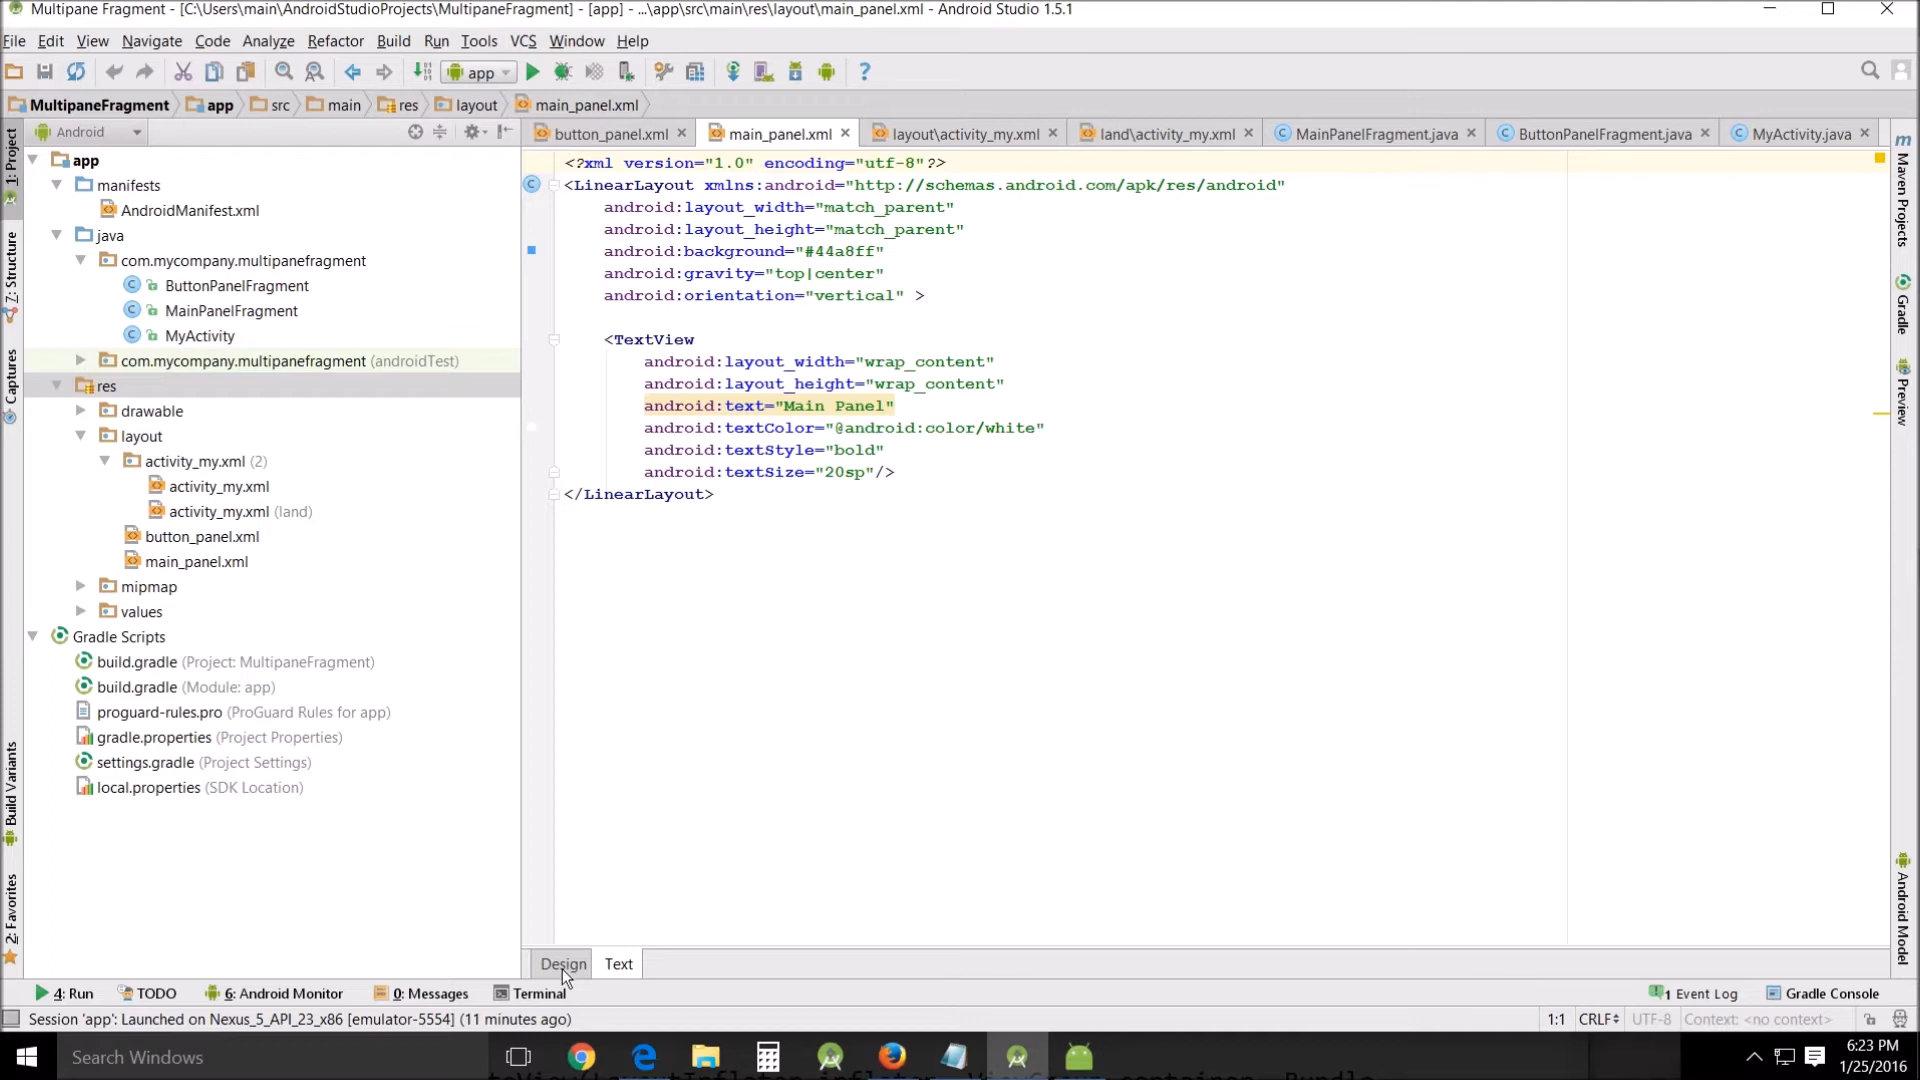 Multipane Fragment - [C:\Users\main\AndroidStudioProjects\MultipaneFragment] - [app] - ...\app\src\main\res\layout\main_panel.xml - Android Studio 1.5.1
File Edit View Navigate Code Analyze Refactor Build Run Tools VCS Window Help
app
MultipaneFragment app src main res layout main_panel.xml
Android
button_panel.xml main_panel.xml layout\activity_my.xml land\activity_my.xml MainPanelFragment.java ButtonPanelFragment.java MyActivity.java
1: Project
7: Structure
Captures
Build Variants
2: Favorites
app
manifests
AndroidManifest.xml
java
com.mycompany.multipanefragment
ButtonPanelFragment
MainPanelFragment
MyActivity
com.mycompany.multipanefragment (androidTest)
res
drawable
layout
activity_my.xml (2)
activity_my.xml
activity_my.xml (land)
button_panel.xml
main_panel.xml
mipmap
values
Gradle Scripts
build.gradle (Project: MultipaneFragment)
build.gradle (Module: app)
proguard-rules.pro (ProGuard Rules for app)
gradle.properties (Project Properties)
settings.gradle (Project Settings)
local.properties (SDK Location)
<?xml version="1.0" encoding="utf-8"?>
<LinearLayout xmlns:android="http://schemas.android.com/apk/res/android"
android:layout_width="match_parent"
android:layout_height="match_parent"
android:background="#44a8ff"
android:gravity="top|center"
android:orientation="vertical" >
<TextView
android:layout_width="wrap_content"
android:layout_height="wrap_content"
android:text="Main Panel"
android:textColor="@android:color/white"
android:textStyle="bold"
android:textSize="20sp"/>
</LinearLayout>
Maven Projects
Gradle
Preview
Android Model
Design Text
4: Run TODO 6: Android Monitor 0: Messages Terminal 1 Event Log Gradle Console
Session 'app': Launched on Nexus_5_API_23_x86 [emulator-5554] (11 minutes ago) 1:1 CRLF UTF-8 Context: <no context>
Search Windows
6:23 PM
1/25/2016